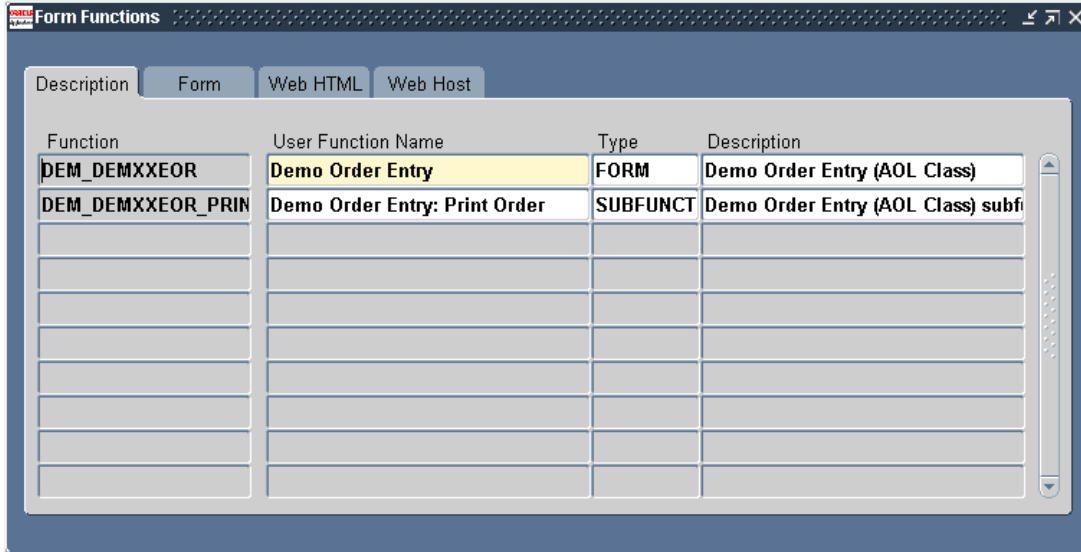 ORACLE Form Functions
Description Form Web HTML Web Host
Function User Function Name Type Description
DEM_DEMXXEOR Demo Order Entry FORM Demo Order Entry (AOL Class)
DEM_DEMXXEOR_PRIN Demo Order Entry: Print Order SUBFUNCT Demo Order Entry (AOL Class) subf